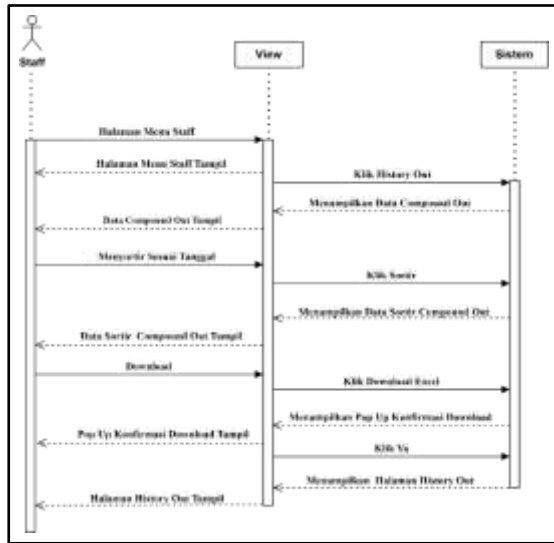 Staff
View
Sistem
Halaman Menu Staff
Halaman Menu Staff Tampil
Klik History Out
Menampilkan Data Compound Out
Data Compound Out Tampil
Menyortir Sesuai Tanggal
Klik Sortir
Menampilkan Data Sortir Compound Out
Data Sortir Compound Out Tampil
Download
Klik Download Excel
Menampilkan Pop Up Konfirmasi Download
Pop Up Konfirmasi Download Tampil
Klik Ya
Menampilkan Halaman History Out
Halaman History Out Tampil